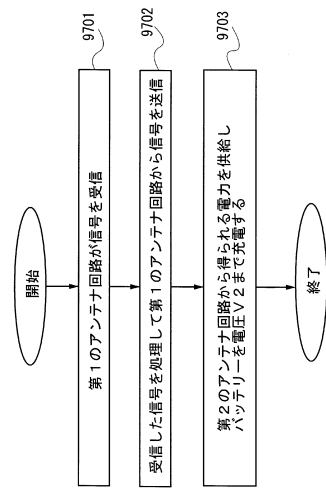 開始
9701
第1のアンテナ回路が信号を受信
9702
受信した信号を処理して第1のアンテナ回路から信号を送信
9703
第2のアンテナ回路から得られる電力を供給し
バッテリーを電圧V2まで充電する
終了